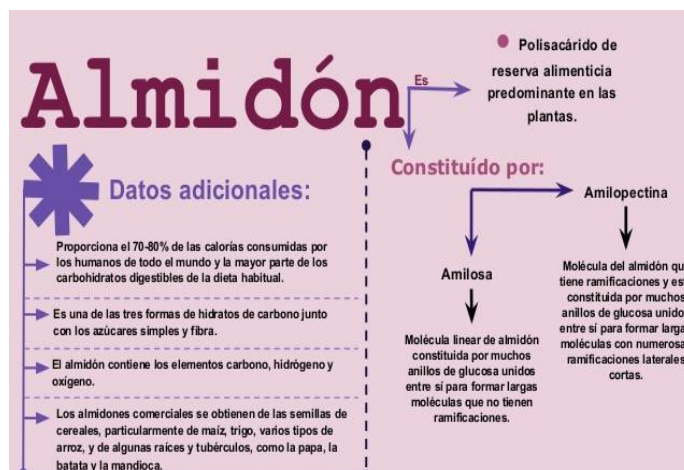 Almidón
Es
Polisacárido de
reserva alimenticia
predominante en las
plantas.
Constituído por:
Amilopectina
Molécula del almidón qu
tiene ramificaciones y est
constituida por muchos
anillos de glucosa unido
entre sí para formar larga
moléculas con numerosa
ramificaciones laterales
cortas.
Amilosa
Molécula linear de almidón
constituida por muchos
anillos de glucosa unidos
entre sí para formar largas
moléculas que no tienen
ramificaciones.
Datos adicionales:
Proporciona el 70-80% de las calorías consumidas por
los humanos de todo el mundo y la mayor parte de los
carbohidratos digestibles de la dieta habitual.
Es una de las tres formas de hidratos de carbono junto
con los azúcares simples y fibra.
El almidón contiene los elementos carbono, hidrógeno y
oxígeno.
Los almidones comerciales se obtienen de las semillas de
cereales, particularmente de maíz, trigo, varios tipos de
arroz, y de algunas raíces y tubérculos, como la papa, la
batata y la mandioca.